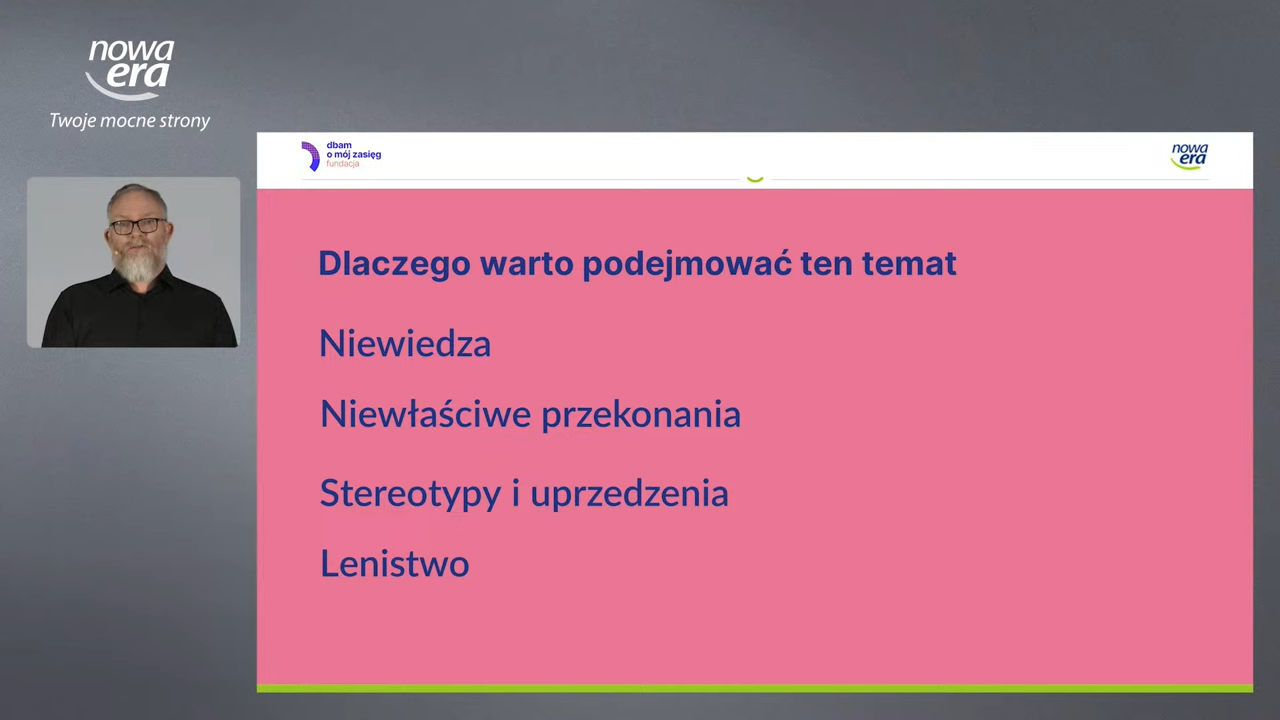 nowa
era
Twoje mocne strony
dbam
o mój zasięg
fundacja
nowa
era
Dlaczego warto podejmować ten temat
Niewiedza
Niewłaściwe przekonania
Stereotypy i uprzedzenia
Lenistwo